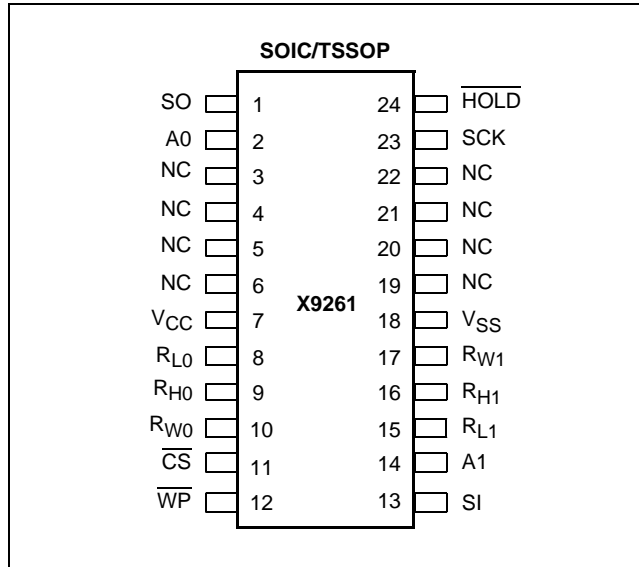 SOIC/TSSOP
SO 1 24 HOLD
A0 2 23 SCK
NC 3 22 NC
NC 4 21 NC
NC 5 20 NC
NC 6 19 NC
X9261
VCC 7 18 VSS
RL0 8 17 RW1
RH0 9 16 RH1
RW0 10 15 RL1
CS 11 14 A1
WP 12 13 SI